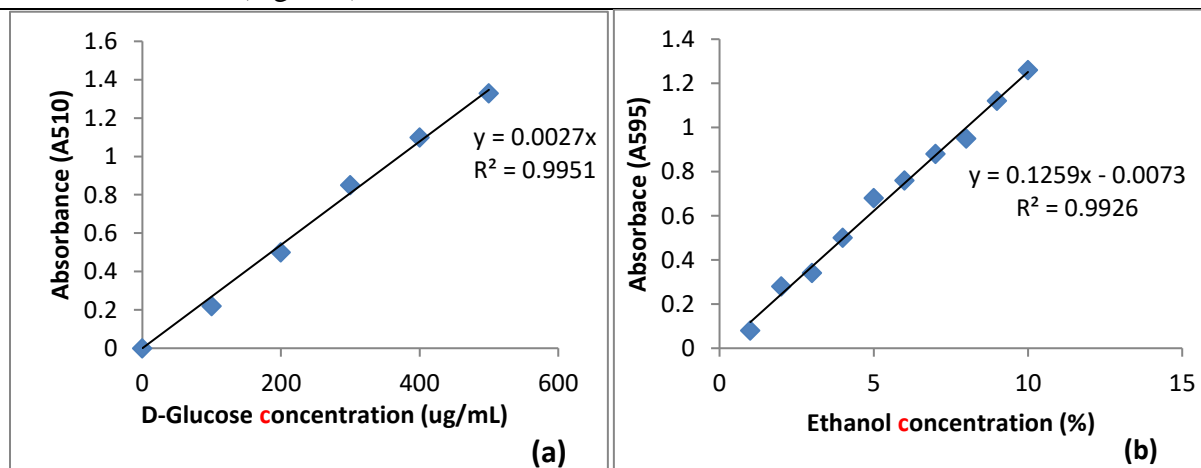 Absorbance (A510)
1.6
1.4
1.2
1
0.8
0.6
0.4
0.2
0
0 200 400 600
y = 0.0027x
R² = 0.9951
D-Glucose concentration (ug/mL)
(a)
Absorbace (A595)
1.4
1.2
1
0.8
0.6
0.4
0.2
0
0 5 10 15
y = 0.1259x - 0.0073
R² = 0.9926
Ethanol concentration (%)
(b)